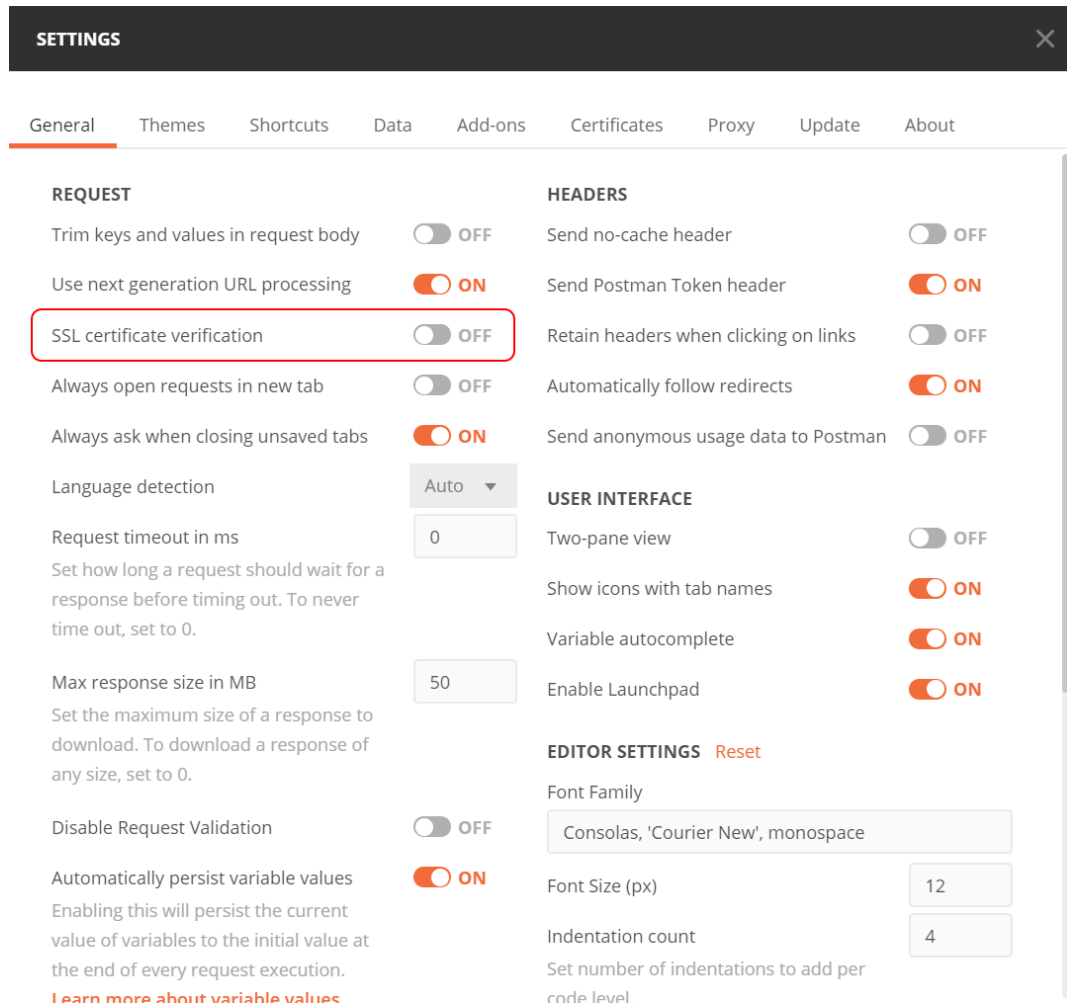 SETTINGS
General Themes Shortcuts Data Add-ons Certificates Proxy Update About
REQUEST
Trim keys and values in request body OFF
Use next generation URL processing ON
SSL certificate verification OFF
Always open requests in new tab OFF
Always ask when closing unsaved tabs ON
Language detection Auto
Request timeout in ms 0
Set how long a request should wait for a
response before timing out. To never
time out, set to 0.
Max response size in MB 50
Set the maximum size of a response to
download. To download a response of
any size, set to 0.
Disable Request Validation OFF
Automatically persist variable values ON
Enabling this will persist the current
value of variables to the initial value at
the end of every request execution.
Learn more about variable values
HEADERS
Send no-cache header OFF
Send Postman Token header ON
Retain headers when clicking on links OFF
Automatically follow redirects ON
Send anonymous usage data to Postman OFF
USER INTERFACE
Two-pane view OFF
Show icons with tab names ON
Variable autocomplete ON
Enable Launchpad ON
EDITOR SETTINGS Reset
Font Family
Consolas, 'Courier New', monospace
Font Size (px) 12
Indentation count 4
Set number of indentations to add per
code level.